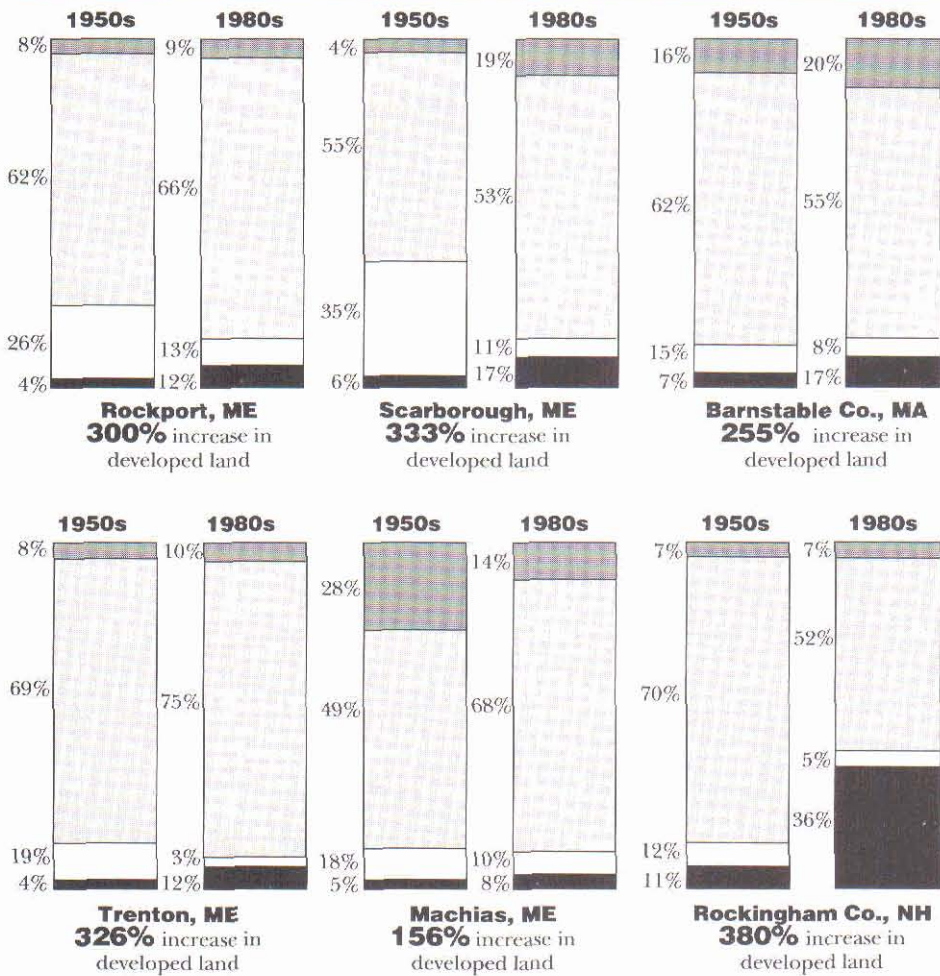 1950s 1980s 1950s 1980s 1950s 1980s
8% 9% 4% 19% 16% 20%
62% 66% 55% 53% 62% 55%
26% 13% 35% 11% 15% 8%
4% 12% 6% 17% 7% 17%
Rockport, ME
300% increase in
developed land
Scarborough, ME
333% increase in
developed land
Barnstable Co., MA
255% increase in
developed land
1950s 1980s 1950s 1980s 1950s 1980s
8% 10% 28% 14% 7% 7%
69% 75% 49% 68% 70% 52%
19% 3% 18% 10% 12% 5%
4% 12% 5% 8% 11% 36%
Trenton, ME
326% increase in
developed land
Machias, ME
156% increase in
developed land
Rockingham Co., NH
380% increase in
developed land